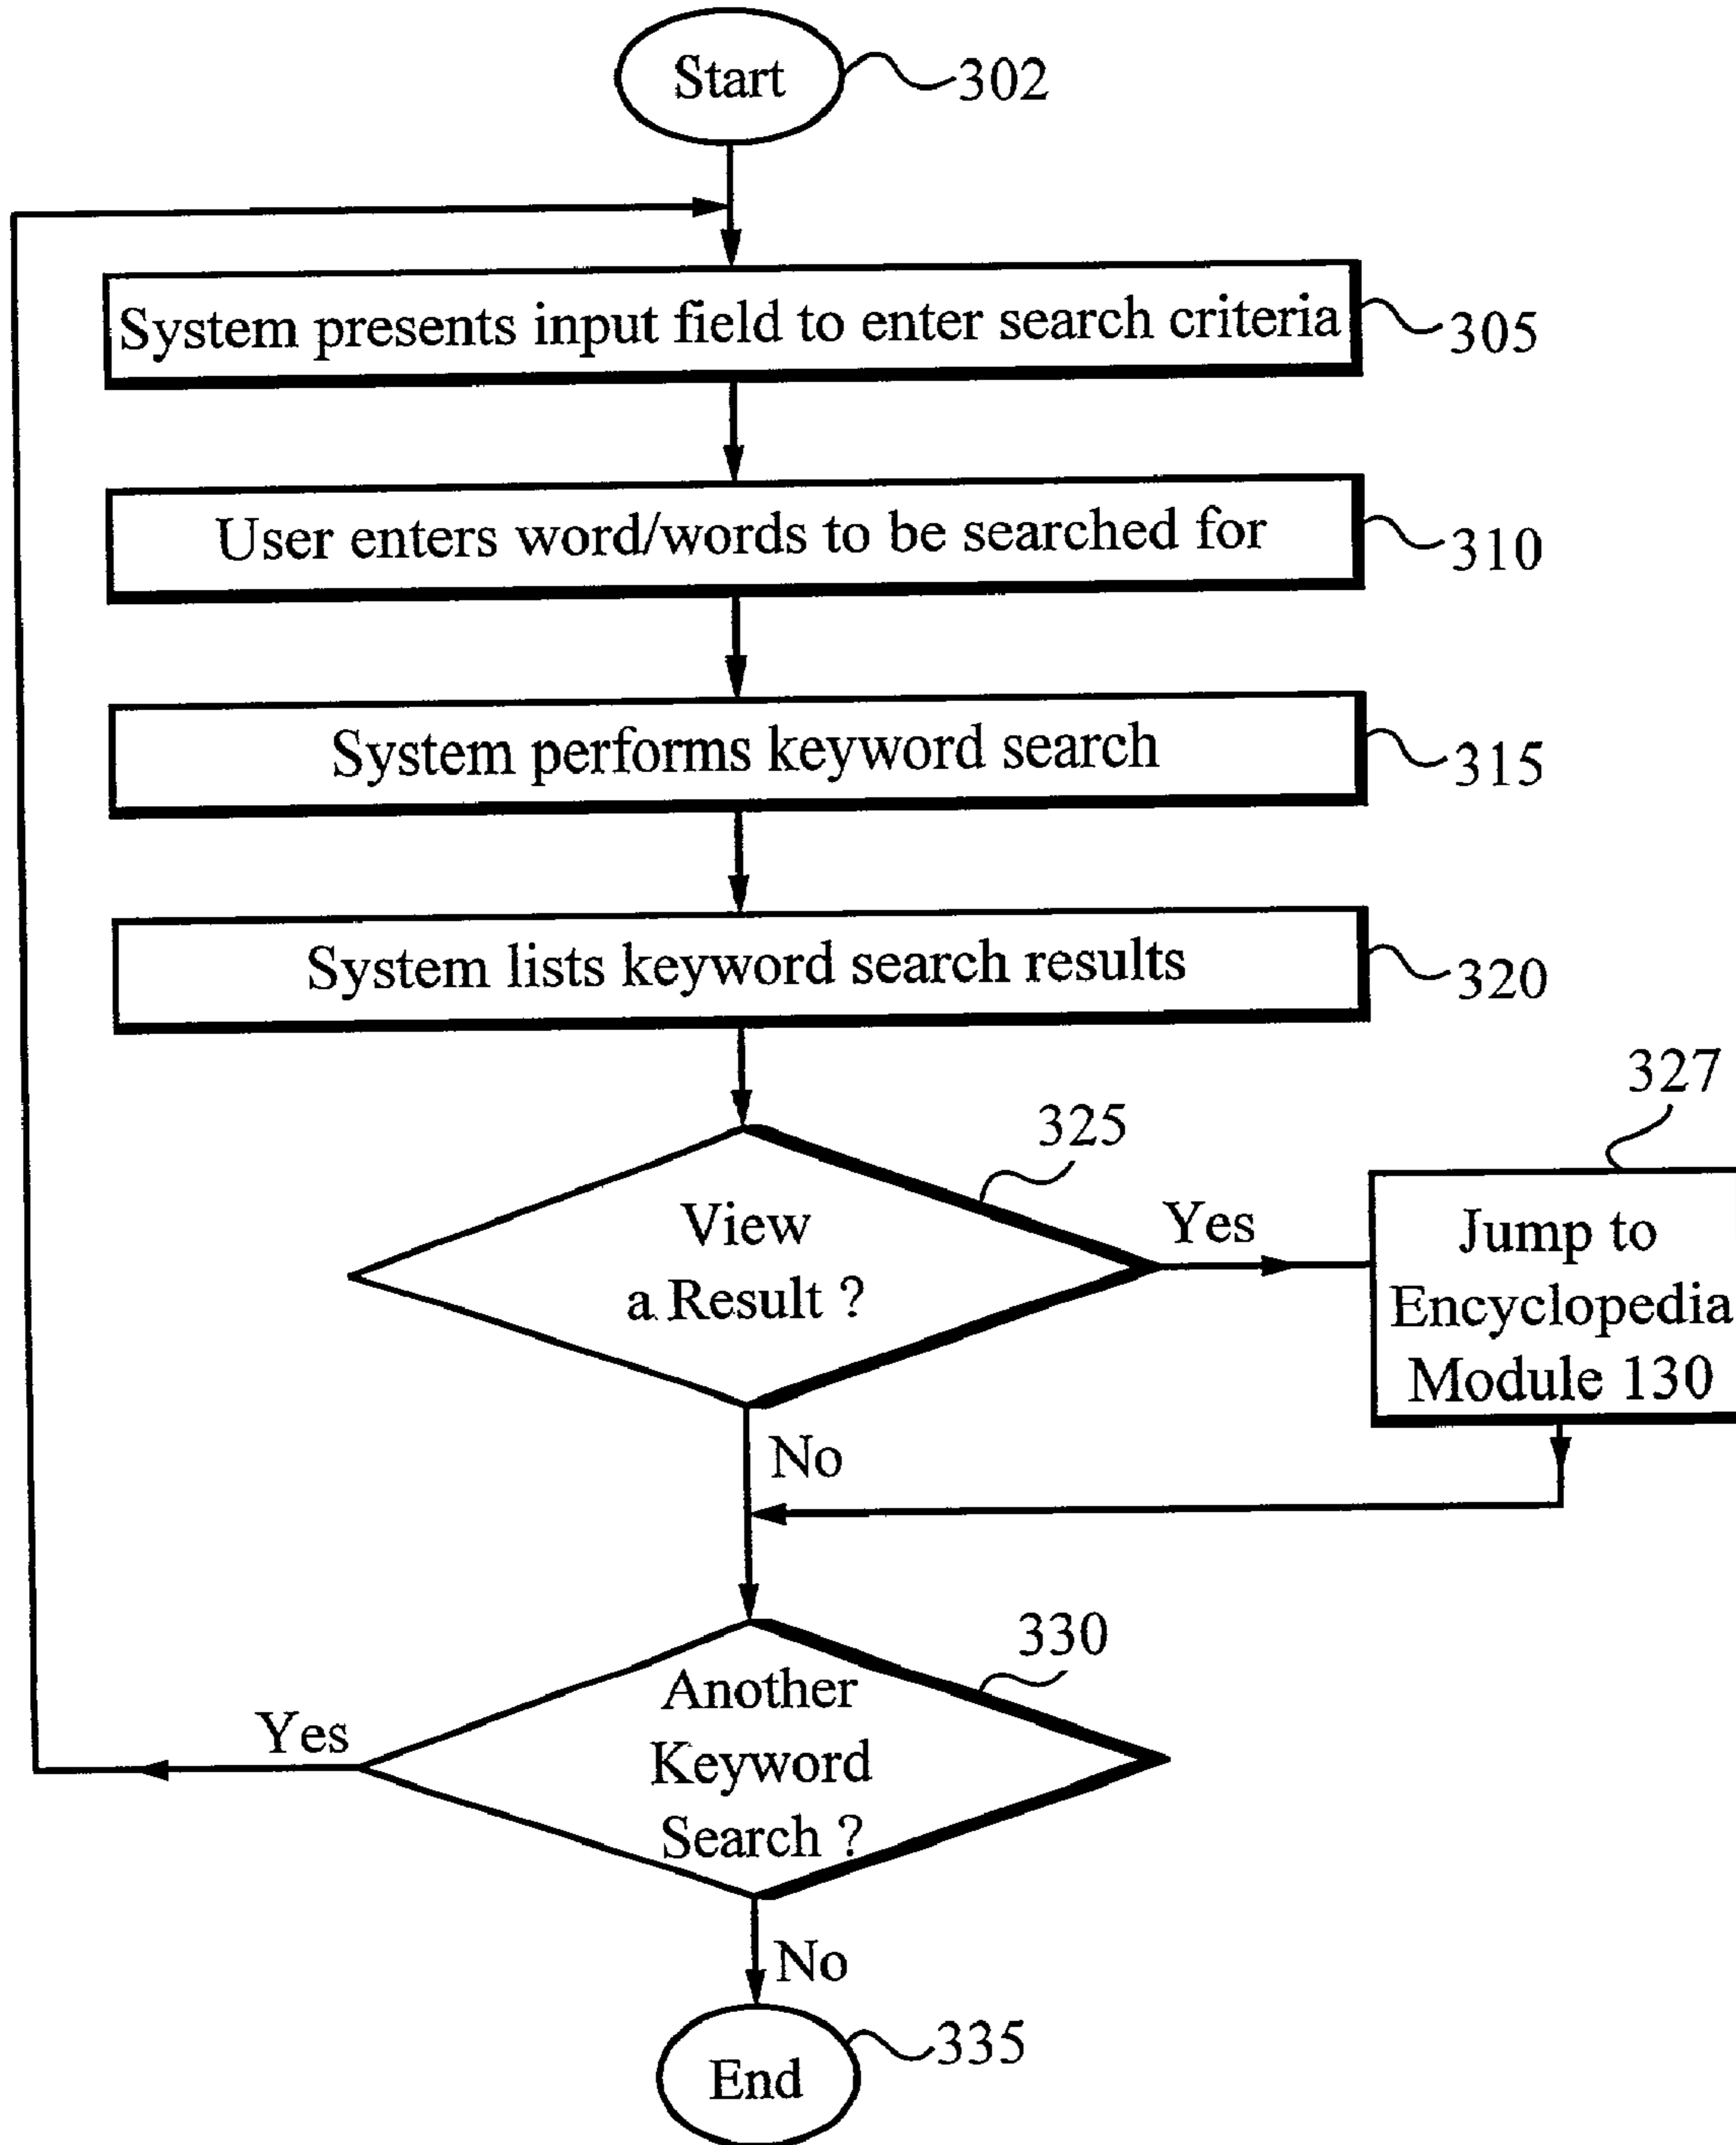 Start
302
System presents input field to enter search criteria
305
User enters word/words to be searched for
310
System performs keyword search
315
System lists keyword search results
320
327
325
View
a Result ?
Yes
Jump to
Encyclopedia
Module 130
No
330
Another
Keyword
Search ?
Yes
No
335
End